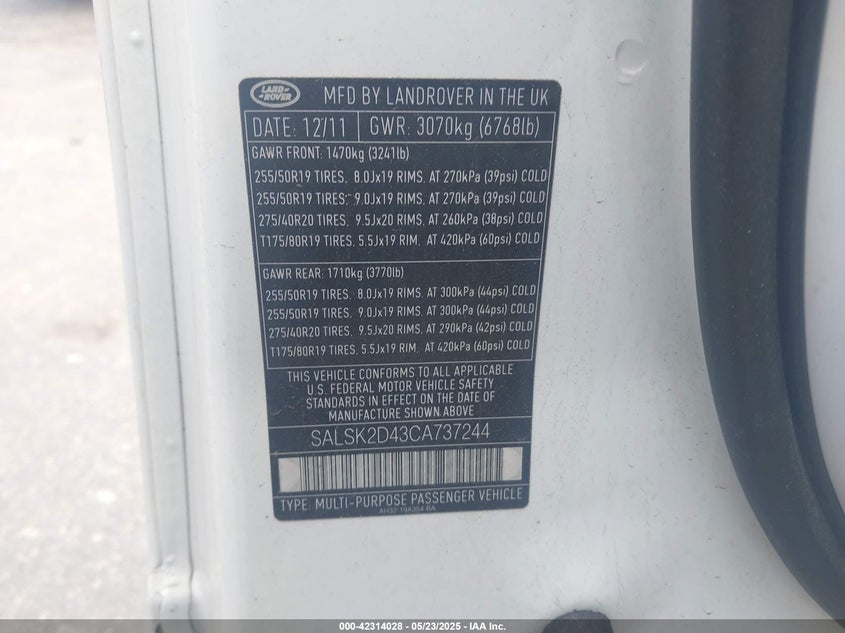 LAND ROVER
MFD BY LANDROVER IN THE UK
DATE: 12/11 GWR: 3070kg (6768lb)
GAWR FRONT: 1470kg (3241lb)
255/50R19 TIRES, 8.0Jx19 RIMS, AT 270kPa (39psi) COLD
255/50R19 TIRES, 9.0Jx19 RIMS, AT 270kPa (39psi) COLD
275/40R20 TIRES, 9.5Jx20 RIMS, AT 260kPa (38psi) COLD
T175/80R19 TIRES, 5.5Jx19 RIM, AT 420kPa (60psi) COLD
GAWR REAR: 1710kg (3770lb)
255/50R19 TIRES, 8.0Jx19 RIMS, AT 300kPa (44psi) COLD
255/50R19 TIRES, 9.0Jx19 RIMS, AT 300kPa (44psi) COLD
275/40R20 TIRES, 9.5Jx20 RIMS, AT 290kPa (42psi) COLD
T175/80R19 TIRES, 5.5Jx19 RIM, AT 420kPa (60psi) COLD
THIS VEHICLE CONFORMS TO ALL APPLICABLE
U.S. FEDERAL MOTOR VEHICLE SAFETY
STANDARDS IN EFFECT ON THE DATE OF
MANUFACTURE SHOWN ABOVE
SALSK2D43CA737244
TYPE: MULTI-PURPOSE PASSENGER VEHICLE
AH32-19A354-BA
000-42314028 - 05/23/2025 - IAA Inc.